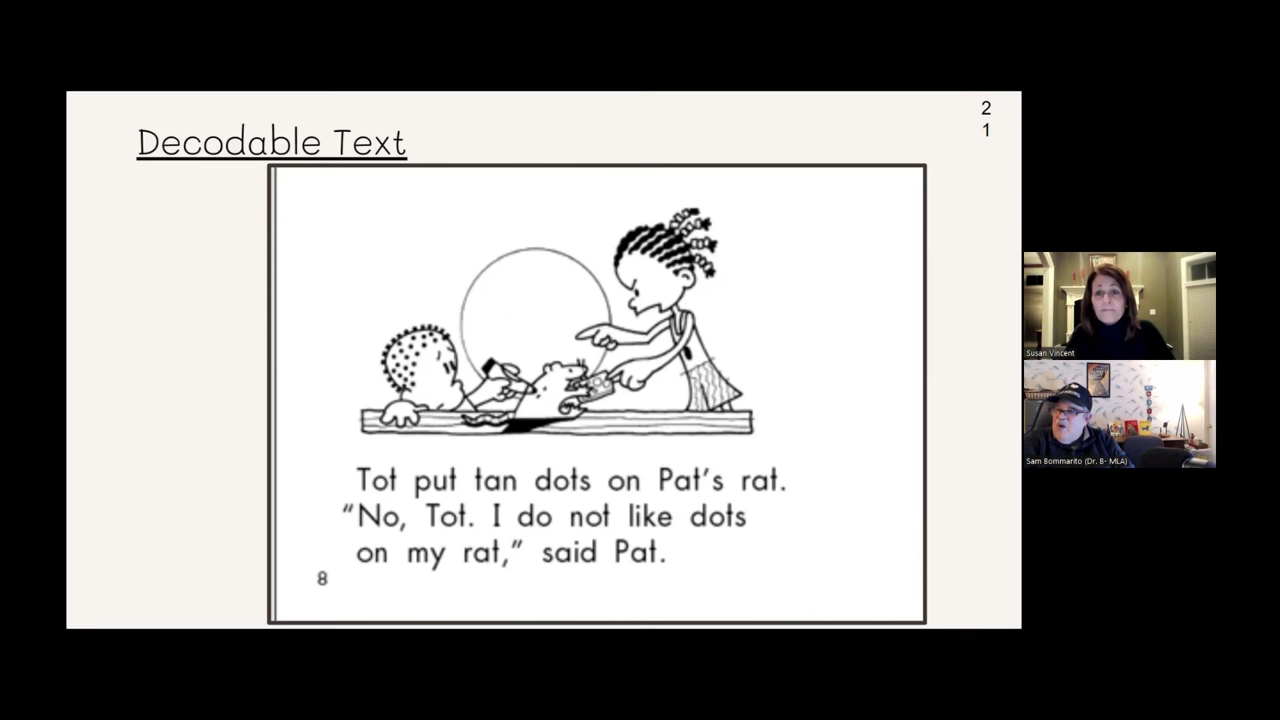 2
1
Decodable Text
Tot put tan dots on Pat's rat.
“No, Tot. I do not like dots
on my rat,” said Pat.
8
Susan Vincent
Sam Bommarito (Dr. B- MLA)